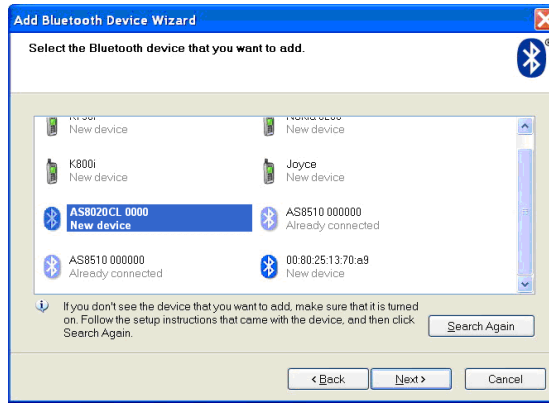 Add Bluetooth Device Wizard
Select the Bluetooth device that you want to add.
New device
New device
K800i
New device
Joyce
New device
AS8020CL 0000
New device
AS8510 000000
Already connected
AS8510 000000
Already connected
00:80:25:13:70:a9
New device
If you don't see the device that you want to add, make sure that it is turned
on. Follow the setup instructions that came with the device, and then click
Search Again.
Search Again
< Back
Next >
Cancel